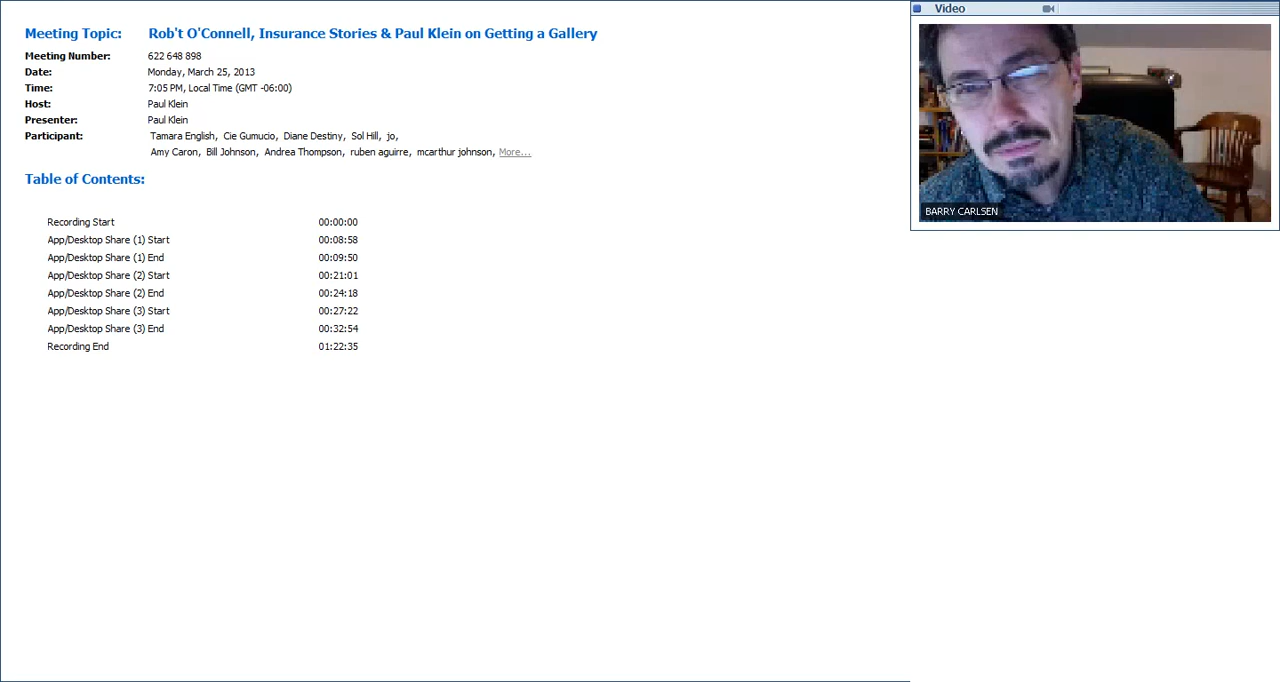 Video
Meeting Topic: Rob't O'Connell, Insurance Stories & Paul Klein on Getting a Gallery
Meeting Number: 622 648 898
Date: Monday, March 25, 2013
Time: 7:05 PM, Local Time (GMT -06:00)
Host: Paul Klein
Presenter: Paul Klein
Participant: Tamara English, Cie Gumucio, Diane Destiny, Sol Hill, jo,
Amy Caron, Bill Johnson, Andrea Thompson, ruben aguirre, mcarthur johnson, More...
Table of Contents:
BARRY CARLSEN
Recording Start 00:00:00
App/Desktop Share (1) Start 00:08:58
App/Desktop Share (1) End 00:09:50
App/Desktop Share (2) Start 00:21:01
App/Desktop Share (2) End 00:24:18
App/Desktop Share (3) Start 00:27:22
App/Desktop Share (3) End 00:32:54
Recording End 01:22:35